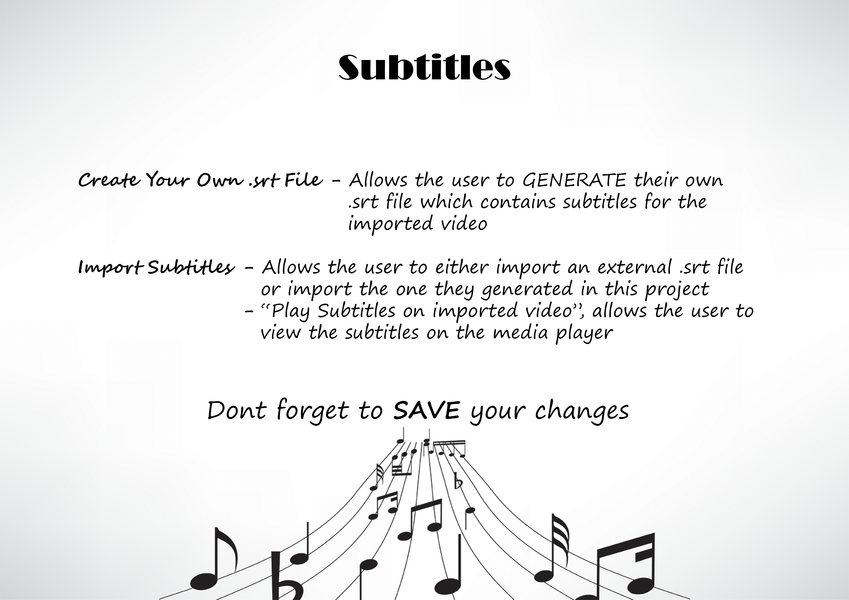 Subtitles
Create Your Own .srt File - Allows the user to GENERATE their own
.srt file which contains subtitles for the
imported video
Import Subtitles - Allows the user to either import an external .srt file
or import the one they generated in this project
- “Play Subtitles on imported video”, allows the user to
view the subtitles on the media player
Dont forget to SAVE your changes